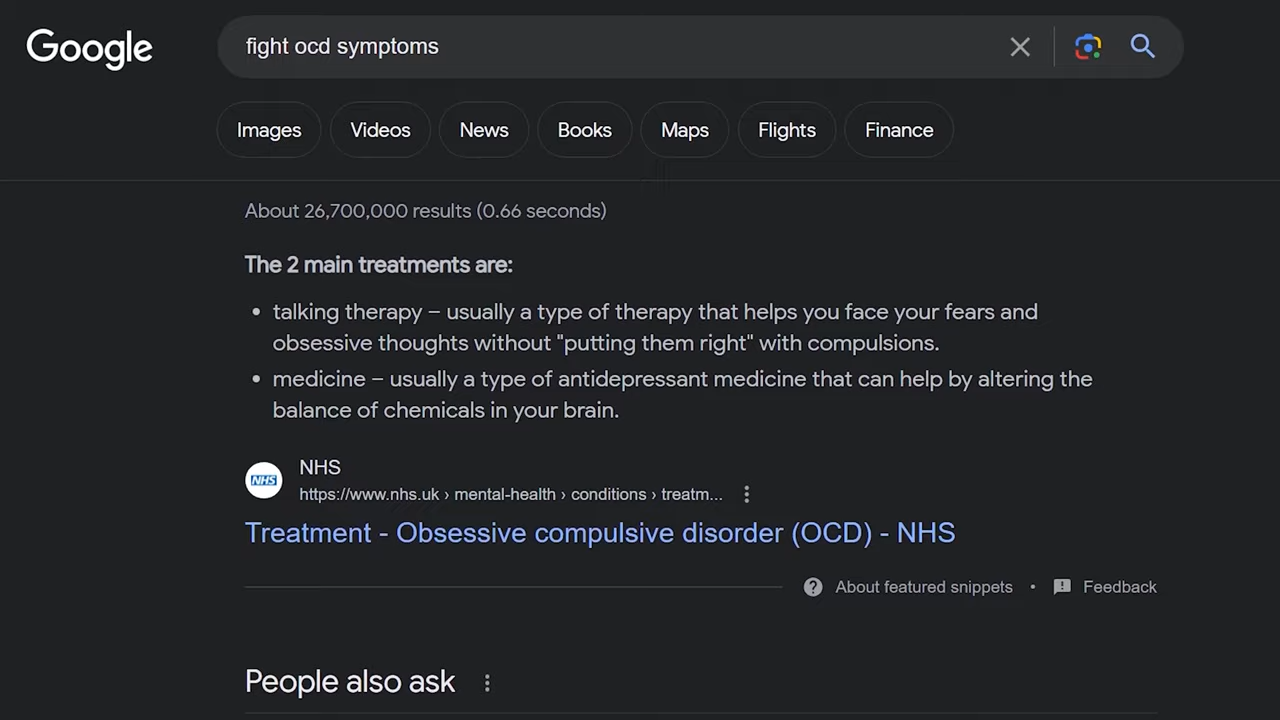 Google
fight ocd symptoms
Images Videos News Books Maps Flights Finance
About 26,700,000 results (0.66 seconds)
The 2 main treatments are:
• talking therapy – usually a type of therapy that helps you face your fears and
obsessive thoughts without "putting them right" with compulsions.
• medicine – usually a type of antidepressant medicine that can help by altering the
balance of chemicals in your brain.
NHS
NHS
https://www.nhs.uk › mental-health › conditions › treatm...
Treatment - Obsessive compulsive disorder (OCD) - NHS
About featured snippets • Feedback
People also ask